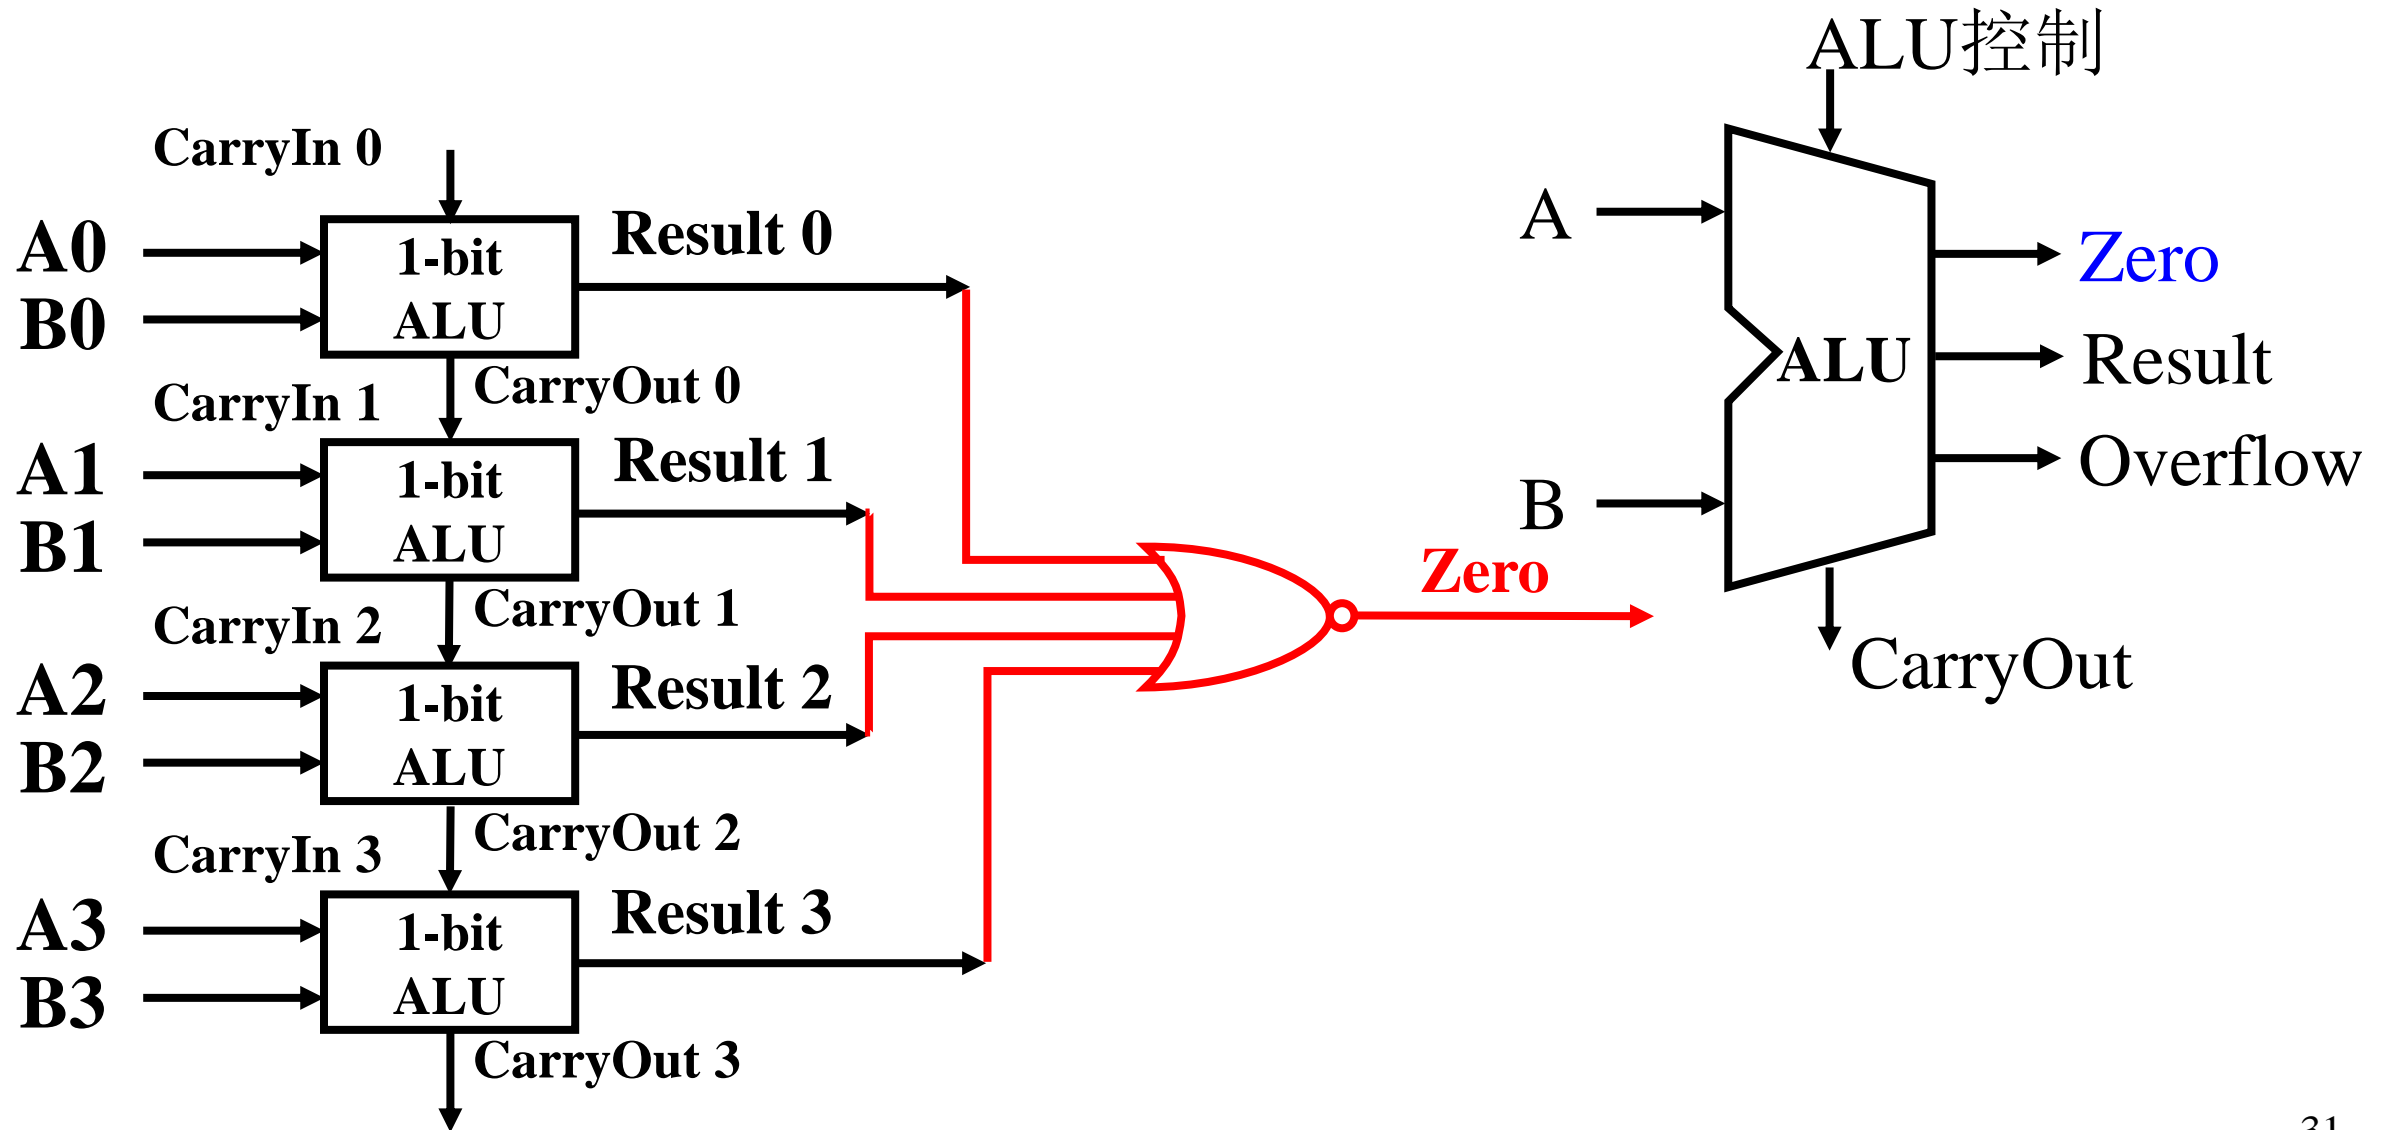 CarryIn 0
A0
B0
1-bit
ALU
Result 0
CarryOut 0
CarryIn 1
A1
B1
1-bit
ALU
Result 1
CarryOut 1
CarryIn 2
A2
B2
1-bit
ALU
Result 2
CarryOut 2
CarryIn 3
A3
B3
1-bit
ALU
Result 3
CarryOut 3
Zero
ALU控制
A
B
ALU
Zero
Result
Overflow
CarryOut
31